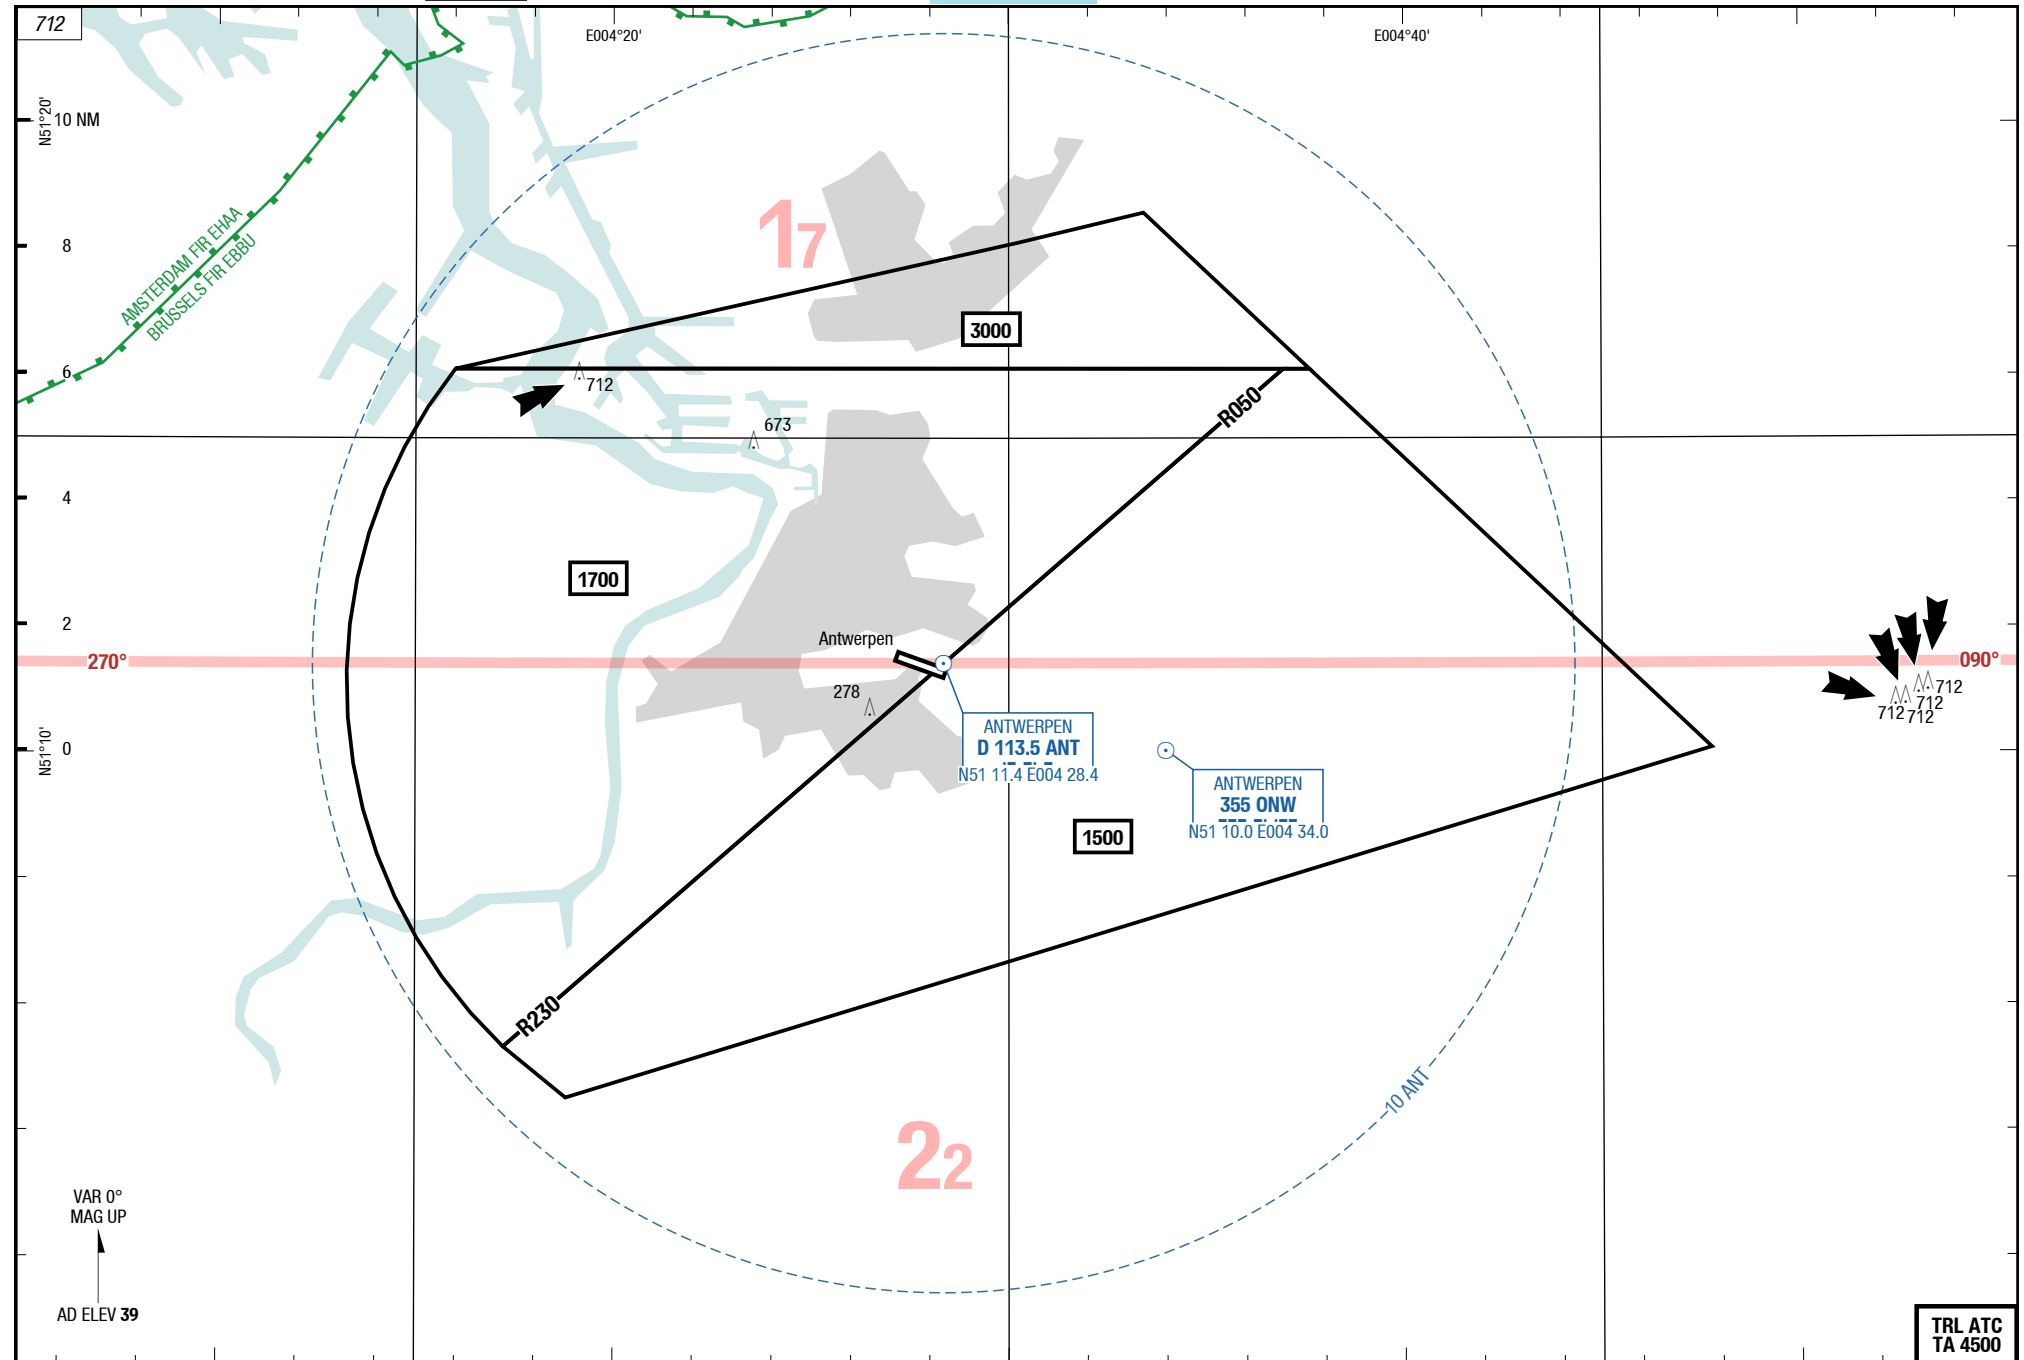 712
E004°20'
E004°40'
N51°20'
10 NM
17
AMSTERDAM FIR EHAA
BRUSSELS FIR EBBU
8
3000
6
712
R050
673
4
1700
2
Antwerpen
270°
090°
278
712
712
712
712
ANTWERPEN
D 113.5 ANT
N51 11.4 E004 28.4
N51°10'
0
ANTWERPEN
355 ONW
N51 10.0 E004 34.0
1500
R230
10 ANT
22
VAR 0°
MAG UP
AD ELEV 39
TRL ATC
TA 4500